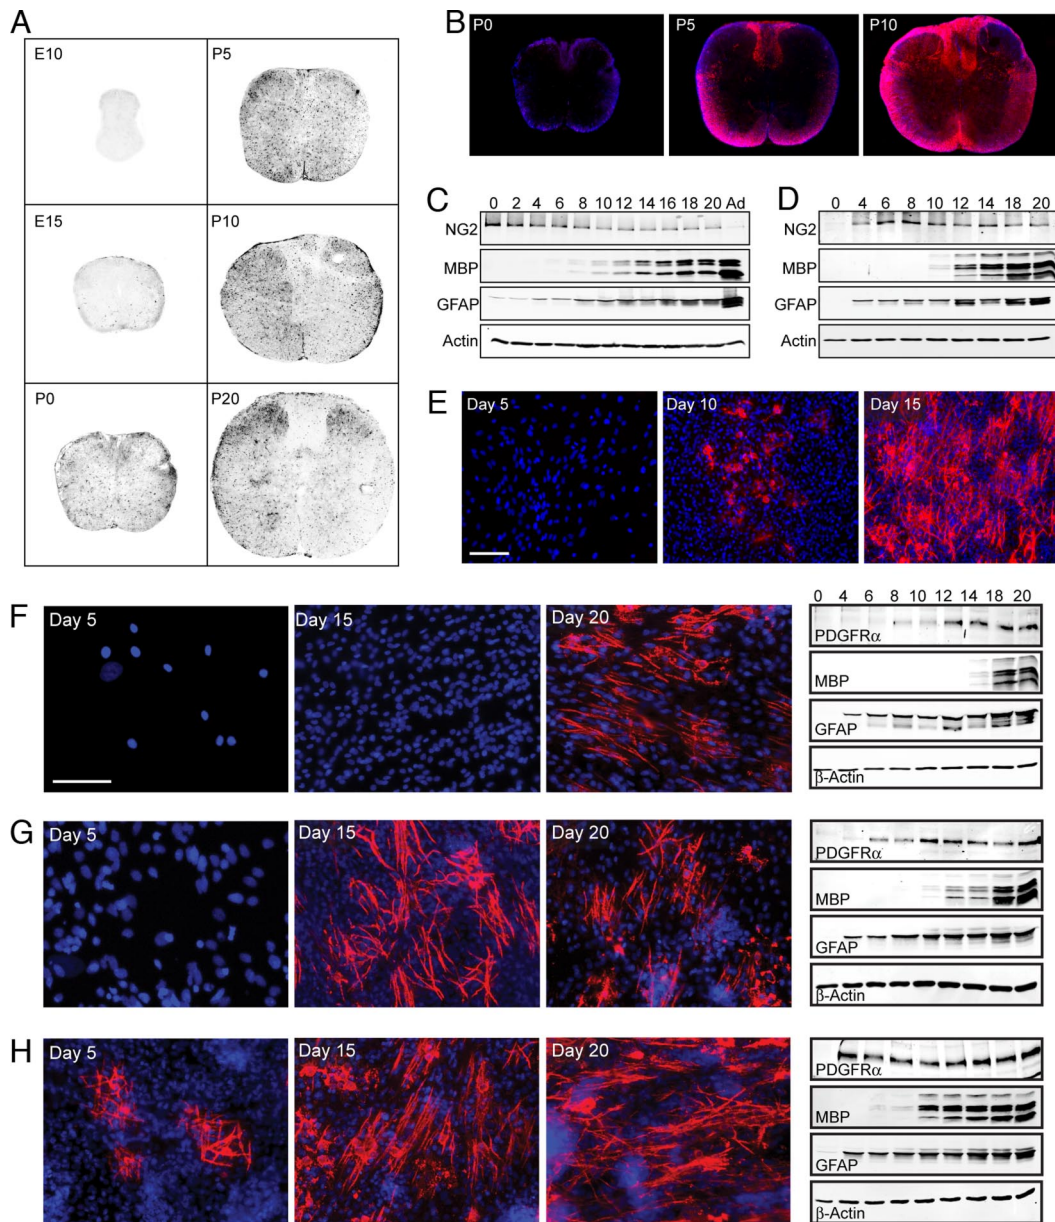 A
E10
P5
E15
P10
P0
P20
B
P0
P5
P10
C
0 2 4 6 8 10 12 14 16 18 20 Ad
NG2
MBP
GFAP
Actin
D
0 4 6 8 10 12 14 18 20
NG2
MBP
GFAP
Actin
E
Day 5
Day 10
Day 15
F
Day 5
Day 15
Day 20
0 4 6 8 10 12 14 18 20
PDGFRα
MBP
GFAP
β-Actin
G
Day 5
Day 15
Day 20
PDGFRα
MBP
GFAP
β-Actin
H
Day 5
Day 15
Day 20
PDGFRα
MBP
GFAP
β-Actin